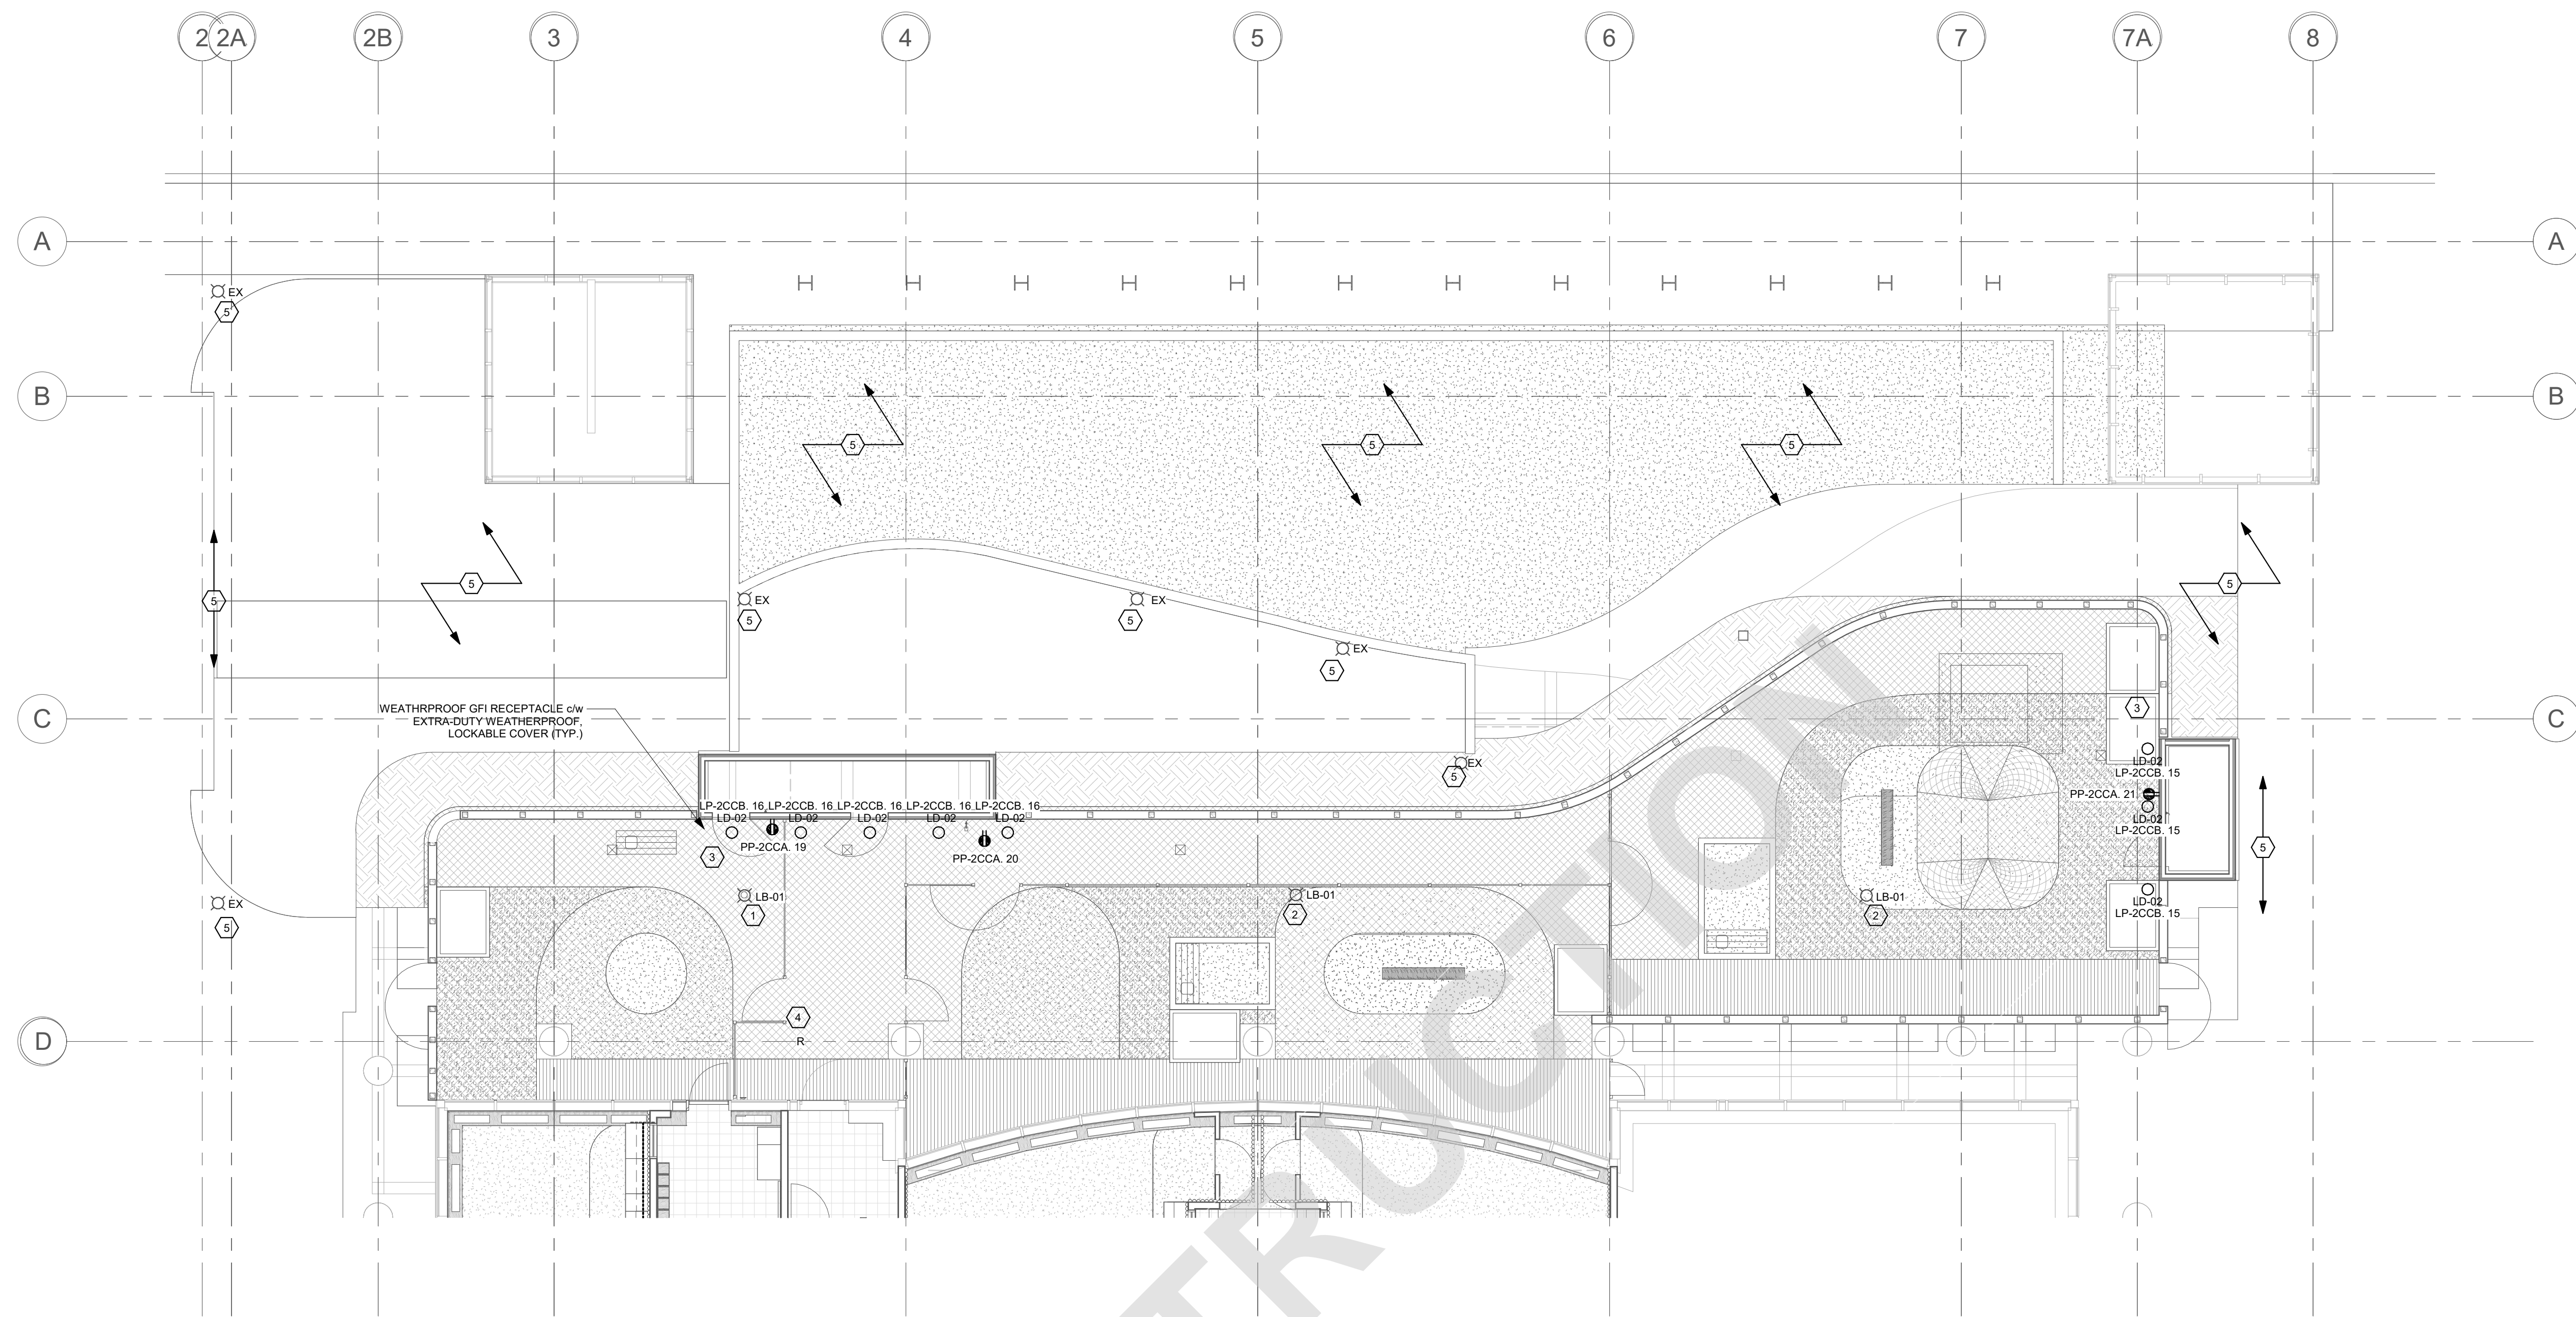 2 2A 2B 3 4 5 6 7 7A 8
A A
EX
5
B B
5 5 5
5 5
5
EX EX
5 5
EX
5
WEATHRPROOF GFI RECEPTACLE c/w
EXTRA-DUTY WEATHERPROOF,
LOCKABLE COVER (TYP.)
3
C C
EX
5
LD-02
LP-2CCB. 15
PP-2CCA. 21
LD-02
LP-2CCB. 15
LP-2CCB. 16 LP-2CCB. 16 LP-2CCB. 16 LP-2CCB. 16 LP-2CCB. 16
LD-02 LD-02 LD-02 LD-02 LD-02
PP-2CCA. 19
PP-2CCA. 20
3
5
LB-01
1
LB-01
2
LB-01
2
LD-02
LP-2CCB. 15
EX
5
4
R
D
TRUCTION